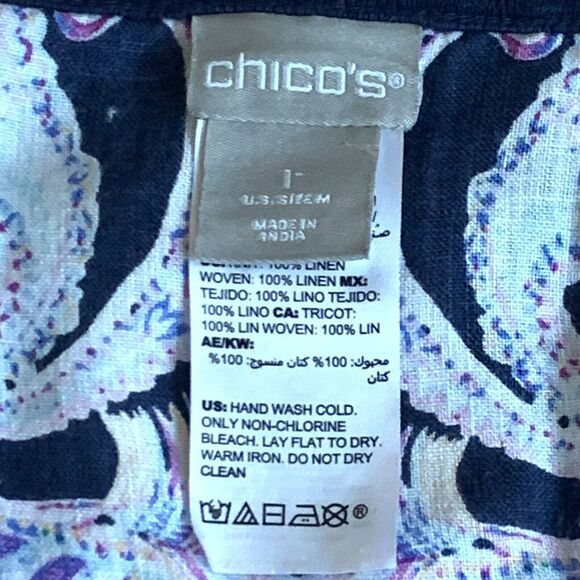 chico's®
1
U.S. SIZE M
MADE IN
INDIA
100% LINEN
WOVEN: 100% LINEN MX:
TEJIDO: 100% LINO TEJIDO:
100% LINO CA: TRICOT:
100% LIN WOVEN: 100% LIN
AE/KW:
محبوك: 100% كتان منسوج: 100%
كتان
US: HAND WASH COLD.
ONLY NON-CHLORINE
BLEACH. LAY FLAT TO DRY.
WARM IRON. DO NOT DRY
CLEAN
®